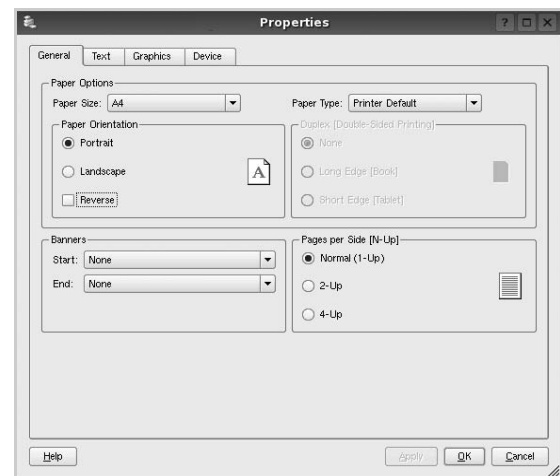 Properties
General Text Graphics Device
Paper Options
Paper Size: A4 Paper Type: Printer Default
Paper Orientation
Portrait
Landscape
Reverse
A
Duplex [Double-Sided Printing]
None
Long Edge [Book]
Short Edge [Tablet]
Banners
Start: None
End: None
Pages per Side [N-Up]
Normal (1-Up)
2-Up
4-Up
Help Apply OK Cancel